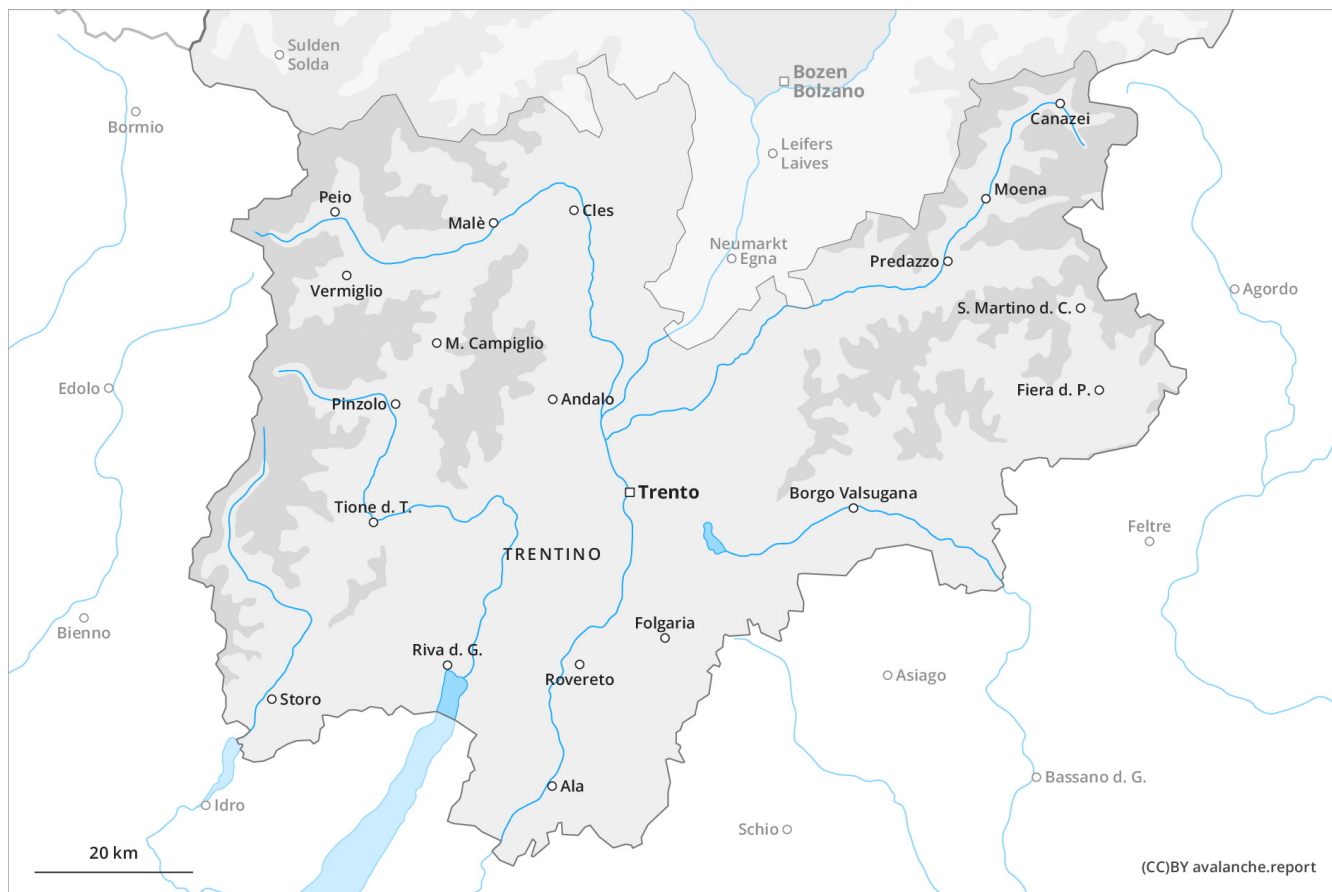 Sulden
Solda
Bozen
Bolzano
Bormio
Canazei
Leifers
Laives
Peio
Moena
Malè
Cles
Neumarkt
Egna
Predazzo
Vermiglio
Agordo
S. Martino d. C.
M. Campiglio
Edolo
Fiera d. P.
Pinzolo
Andalo
Trento
Borgo Valsugana
Tione d. T.
Feltre
TRENTINO
Bienno
Folgaria
Riva d. G.
Rovereto
Asiago
Storo
Bassano d. G.
Ala
Idro
Schio
20 km
(CC)BY avalanche.report